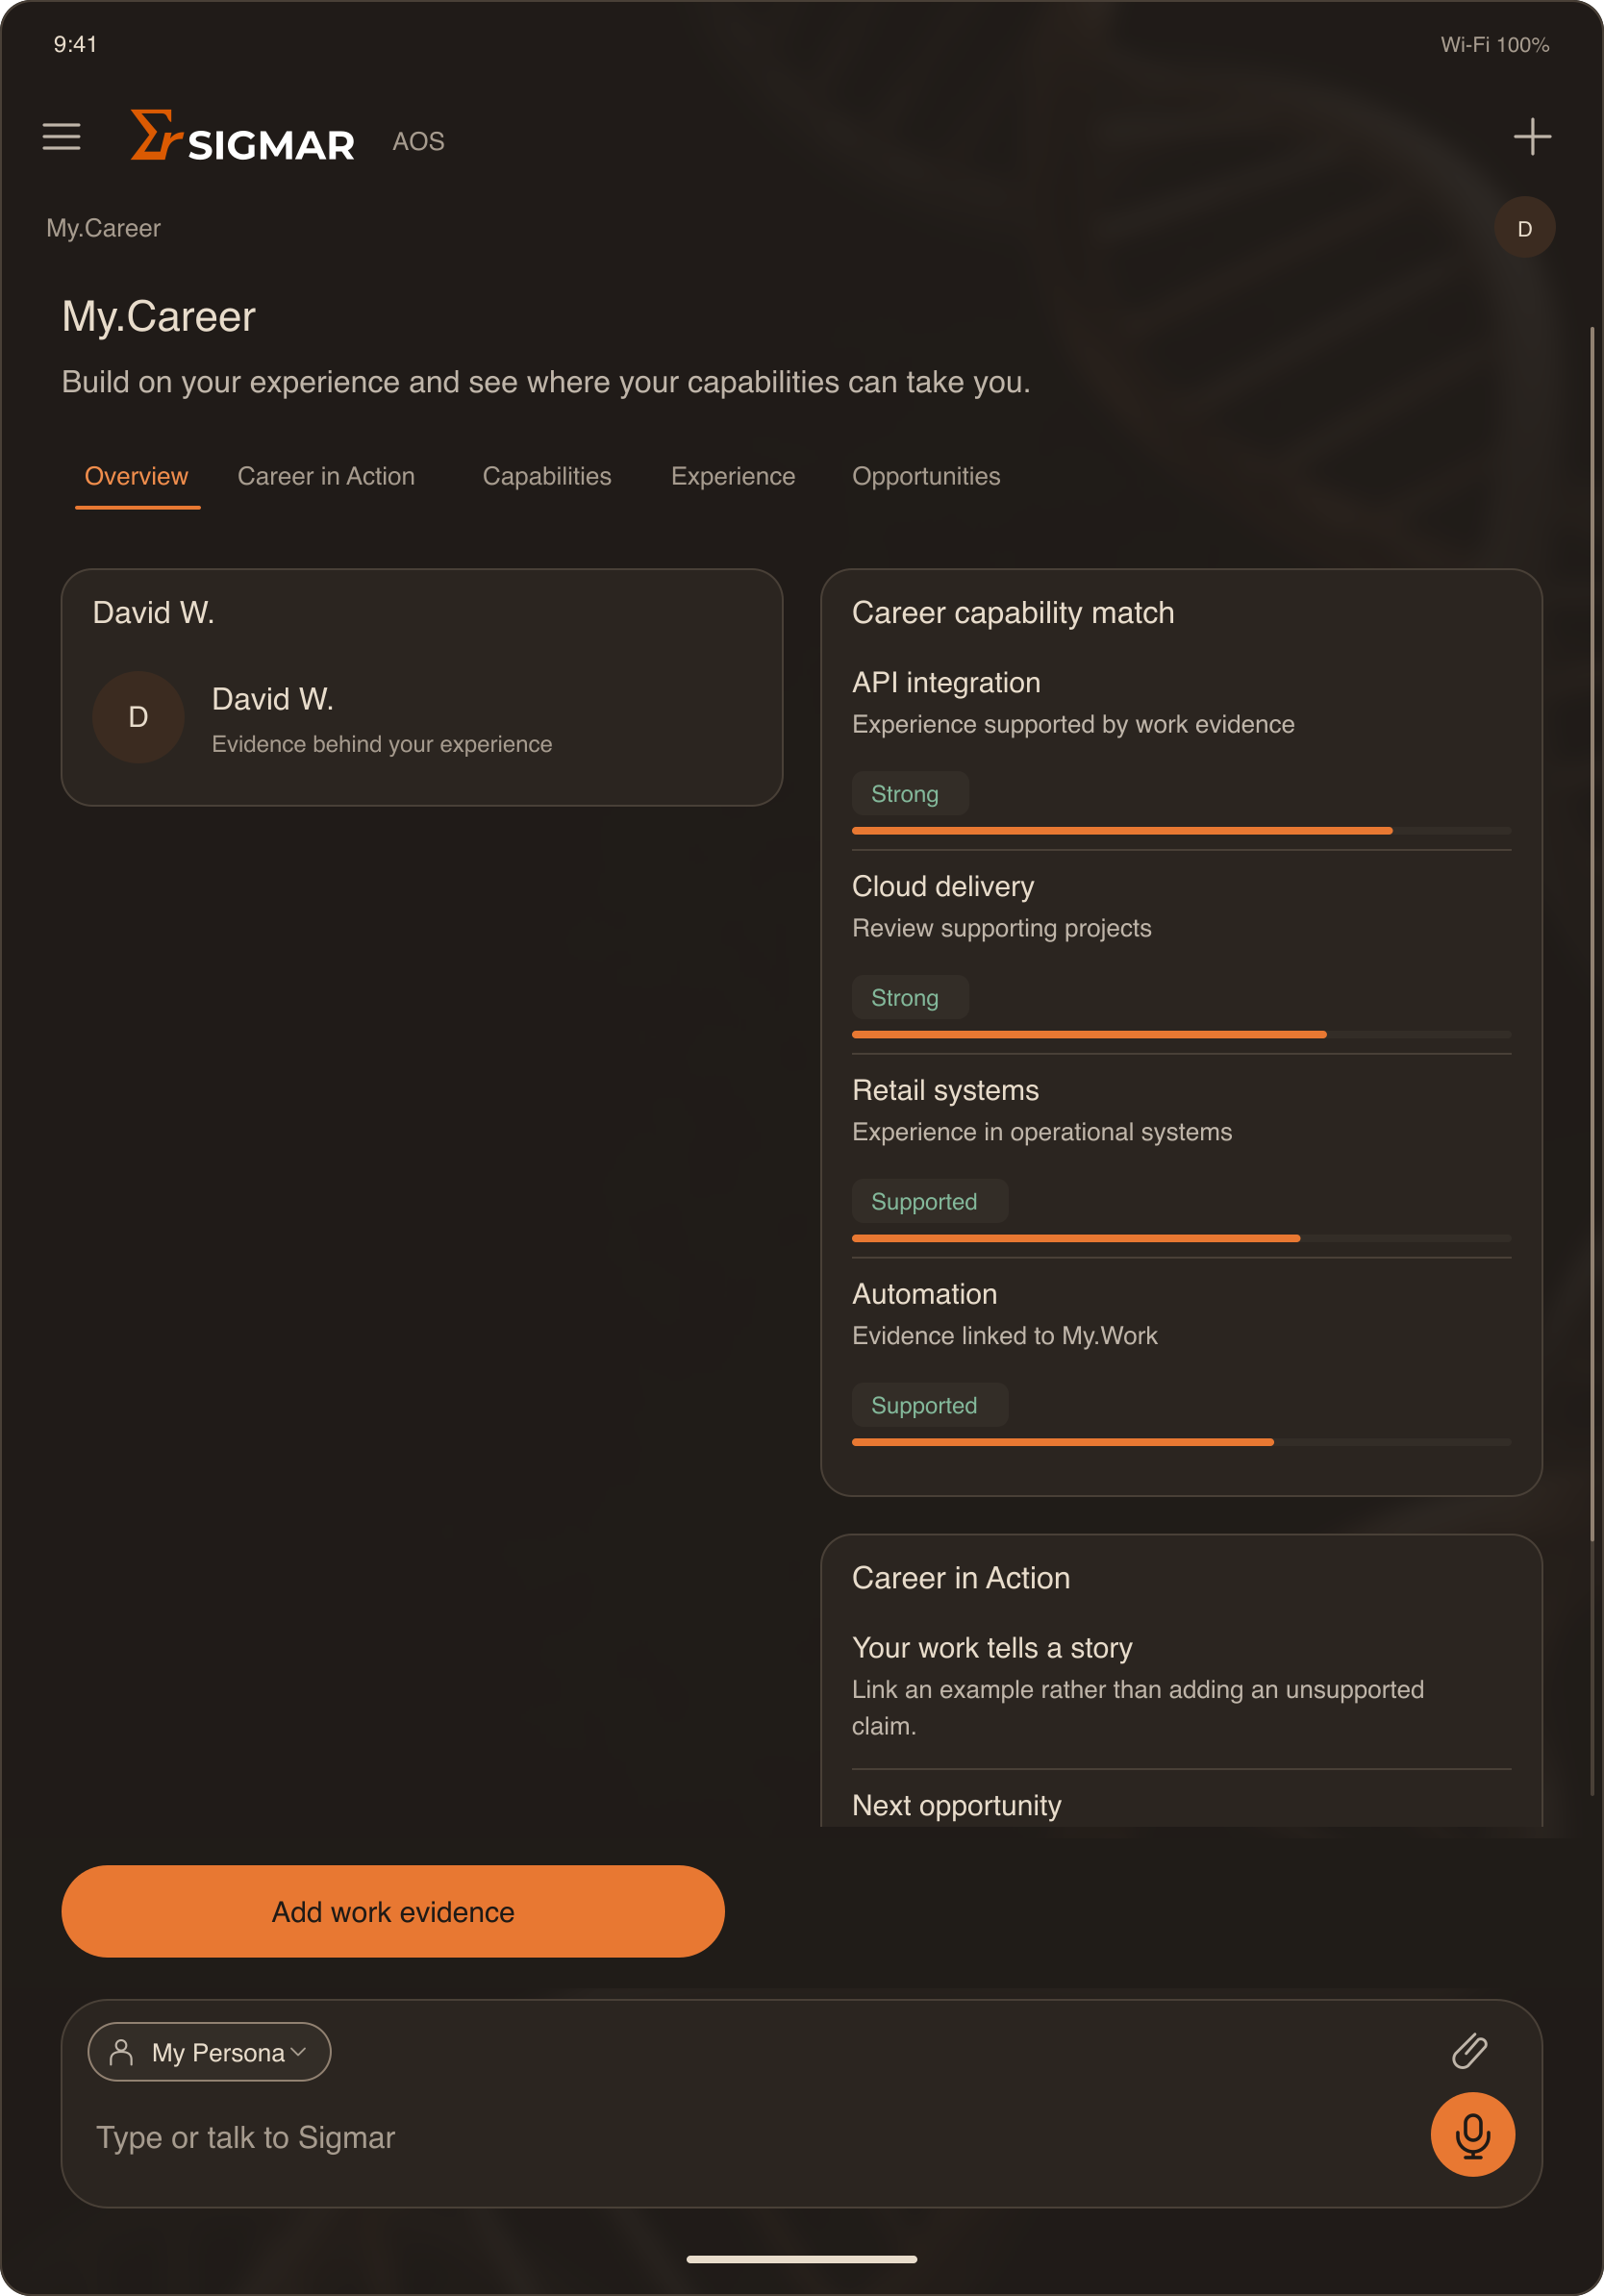 9:41
Wi-Fi 100%
Σr SIGMAR AOS
My.Career
D
My.Career
Build on your experience and see where your capabilities can take you.
Overview
Career in Action
Capabilities
Experience
Opportunities
David W.
D
David W.
Evidence behind your experience
Career capability match
API integration
Experience supported by work evidence
Strong
Cloud delivery
Review supporting projects
Strong
Retail systems
Experience in operational systems
Supported
Automation
Evidence linked to My.Work
Supported
Career in Action
Your work tells a story
Link an example rather than adding an unsupported
claim.
Next opportunity
Add work evidence
My Persona
Type or talk to Sigmar